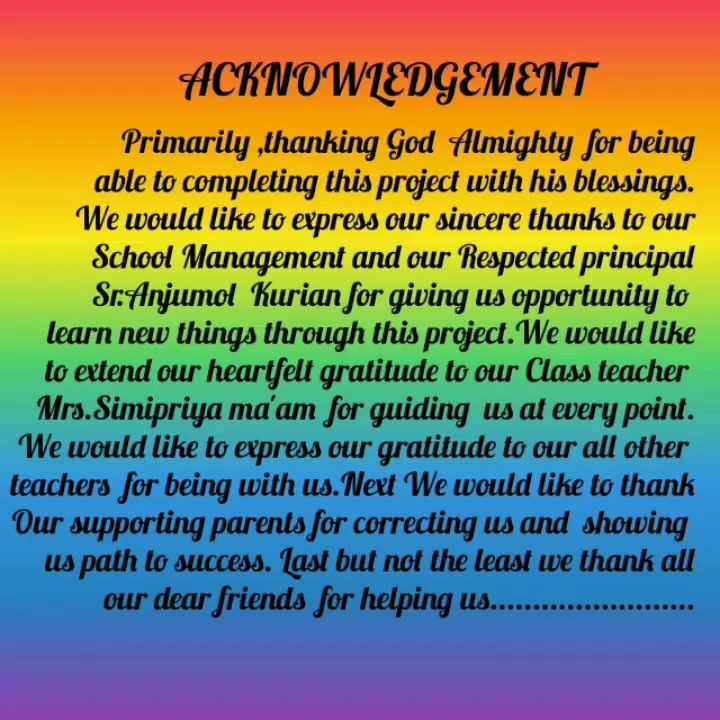 ACKNOWLEDGEMENT
Primarily ,thanking God Almighty for being
able to completing this project with his blessings.
We would like to express our sincere thanks to our
School Management and our Respected principal
Sr.Anjumol Kurian for giving us opportunity to
learn new things through this project.We would like
to extend our heartfelt gratitude to our Class teacher
Mrs.Simipriya ma'am for guiding us at every point.
We would like to express our gratitude to our all other
teachers for being with us.Next We would like to thank
Our supporting parents for correcting us and showing
us path to success. Last but not the least we thank all
our dear friends for helping us........................